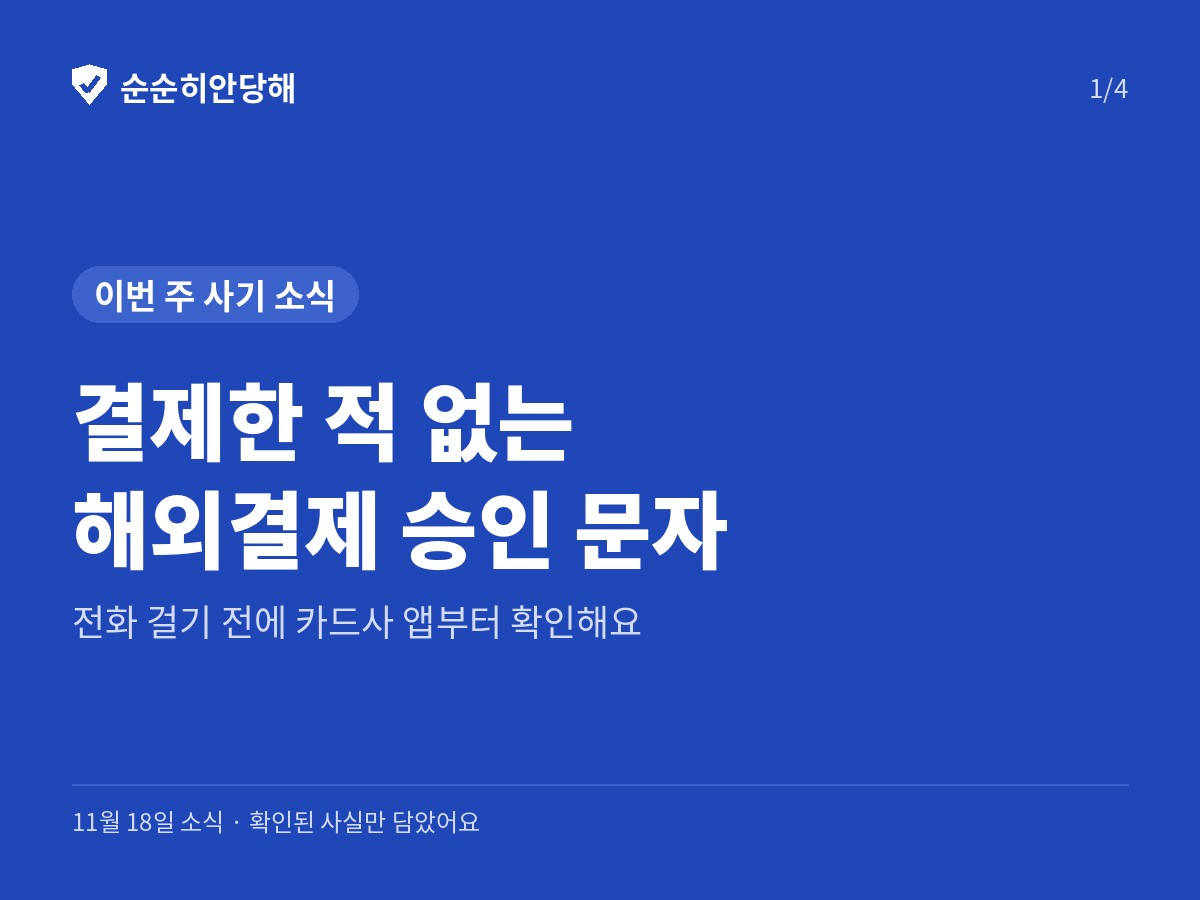 순순히안당해
1/4
이번 주 사기 소식
결제한 적 없는
해외결제 승인 문자
전화 걸기 전에 카드사 앱부터 확인해요
11월 18일 소식 · 확인된 사실만 담았어요